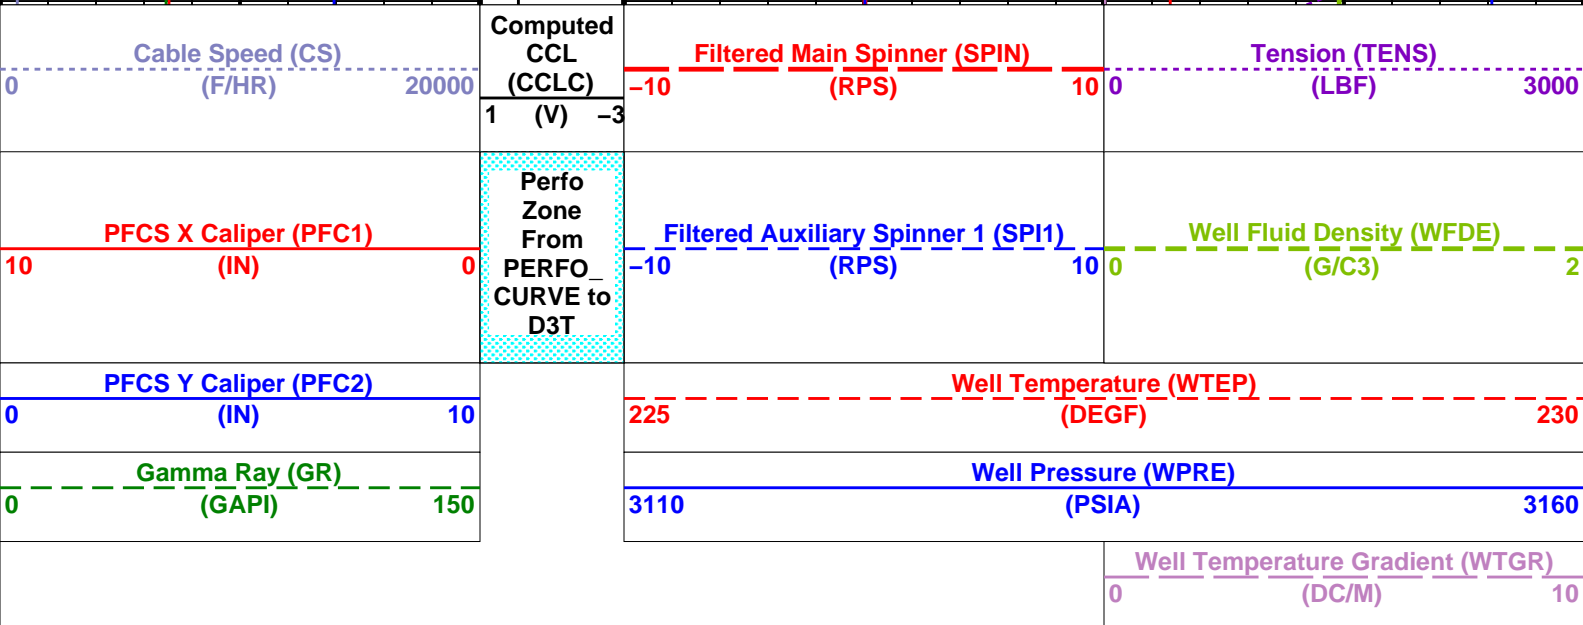 Cable Speed (CS)
0 (F/HR) 20000
Computed
CCL
(CCLC)
1 (V) −3
Filtered Main Spinner (SPIN)
−10 (RPS) 10
Tension (TENS)
0 (LBF) 3000
PFCS X Caliper (PFC1)
10 (IN) 0
Perfo
Zone
From
PERFO_
CURVE to
D3T
Filtered Auxiliary Spinner 1 (SPI1)
−10 (RPS) 10
Well Fluid Density (WFDE)
0 (G/C3) 2
PFCS Y Caliper (PFC2)
0 (IN) 10
Well Temperature (WTEP)
225 (DEGF) 230
Gamma Ray (GR)
0 (GAPI) 150
Well Pressure (WPRE)
3110 (PSIA) 3160
Well Temperature Gradient (WTGR)
0 (DC/M) 10